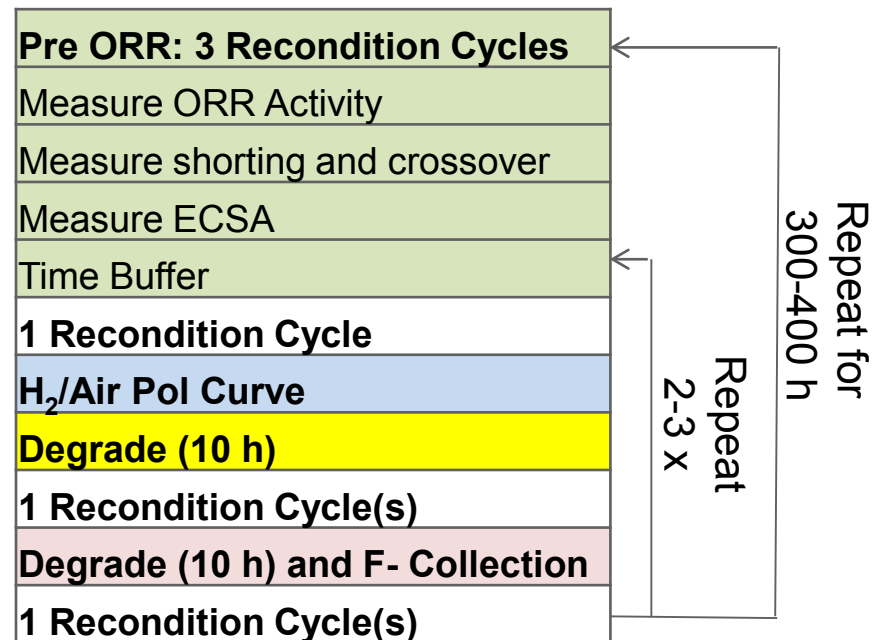 Pre ORR: 3 Recondition Cycles
Measure ORR Activity
Measure shorting and crossover
Measure ECSA
Time Buffer
1 Recondition Cycle
H₂/Air Pol Curve
Degrade (10 h)
1 Recondition Cycle(s)
Degrade (10 h) and F- Collection
1 Recondition Cycle(s)
Repeat
2-3 x
Repeat for
300-400 h